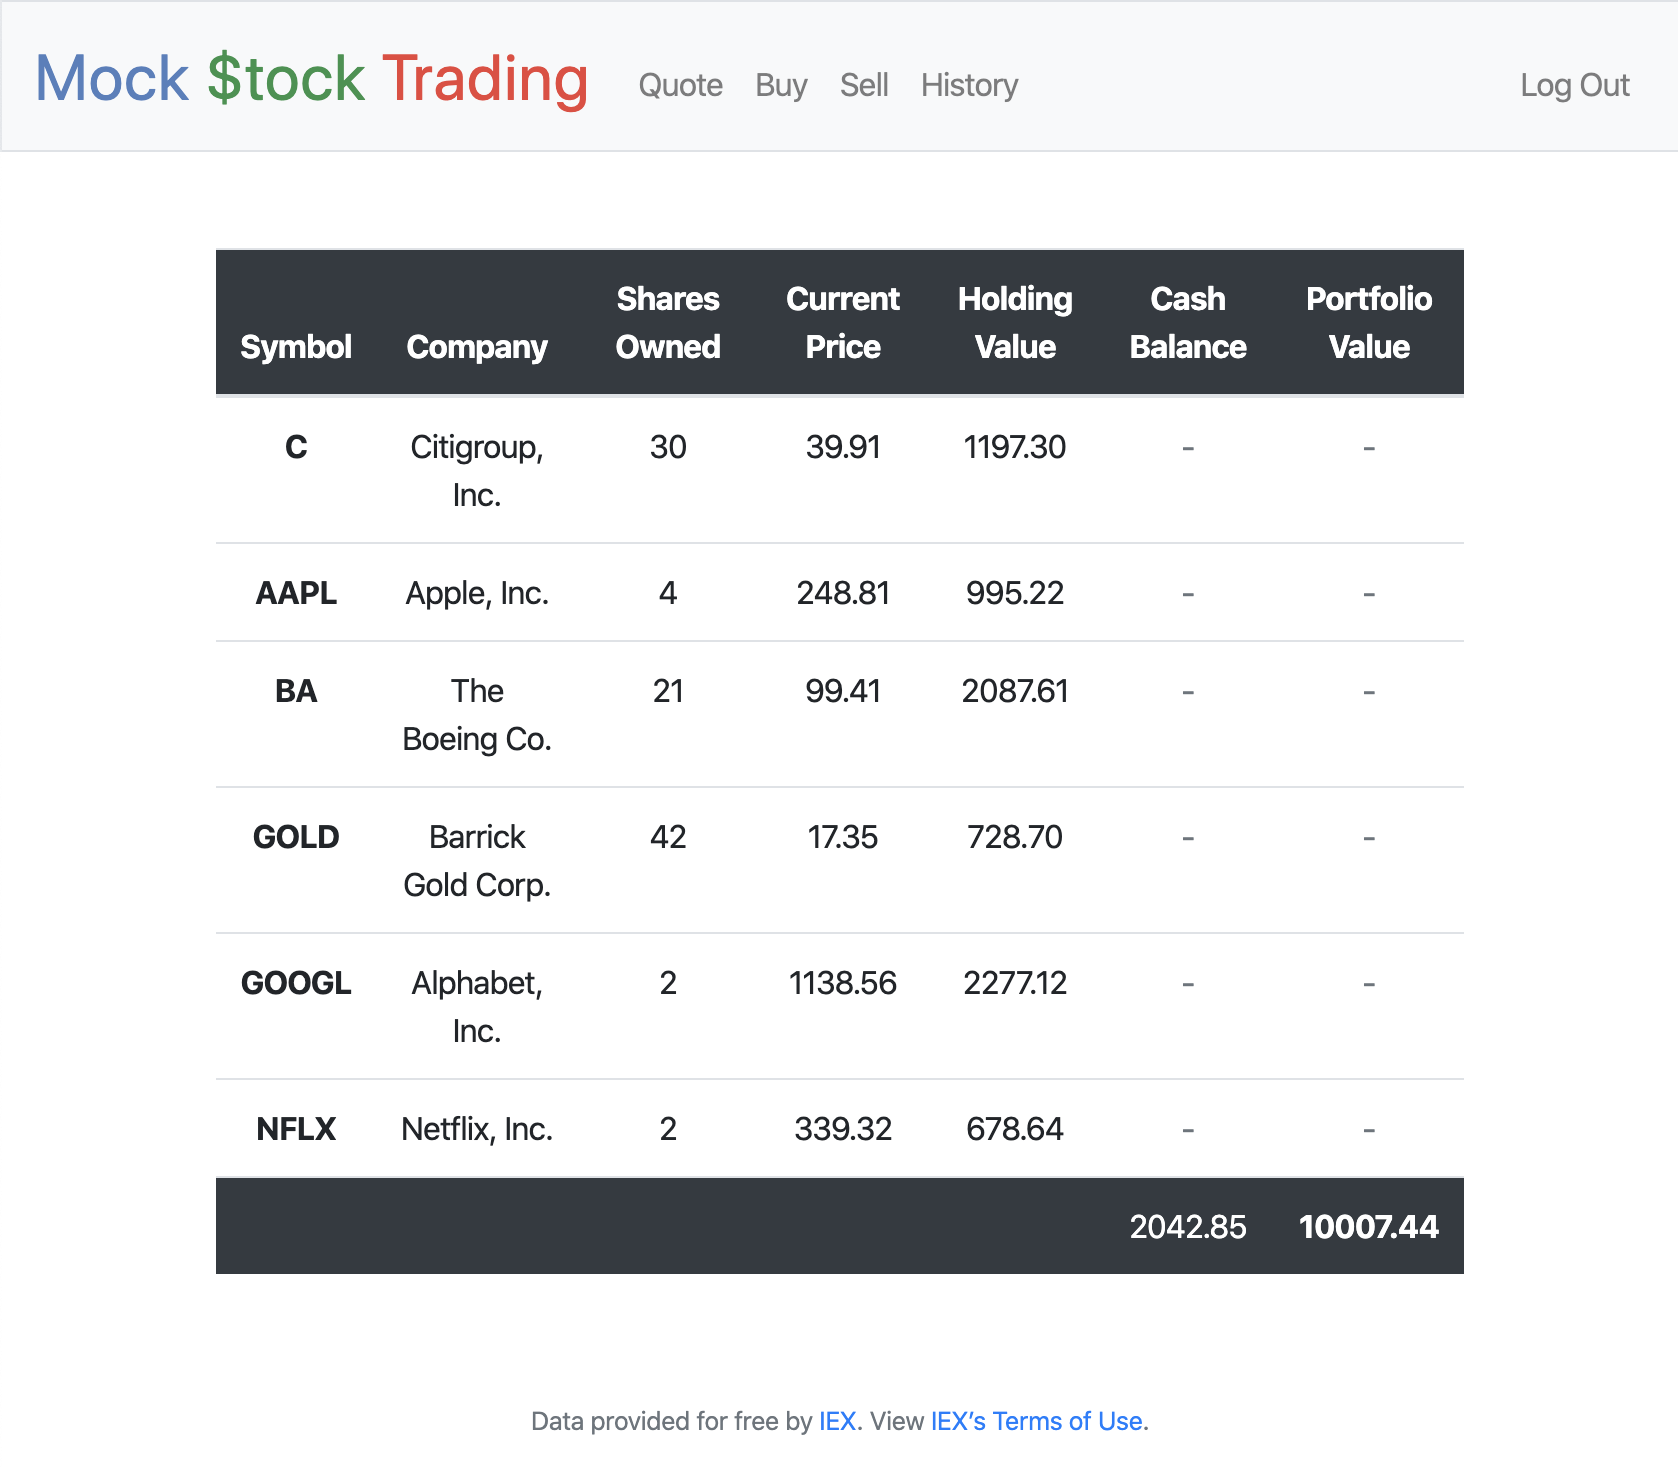 Mock $tock Trading Quote Buy Sell History Log Out
Symbol Company Shares Owned Current Price Holding Value Cash Balance Portfolio Value
C Citigroup, Inc. 30 39.91 1197.30 - -
AAPL Apple, Inc. 4 248.81 995.22 - -
BA The Boeing Co. 21 99.41 2087.61 - -
GOLD Barrick Gold Corp. 42 17.35 728.70 - -
GOOGL Alphabet, Inc. 2 1138.56 2277.12 - -
NFLX Netflix, Inc. 2 339.32 678.64 - -
2042.85 10007.44
Data provided for free by IEX. View IEX’s Terms of Use.